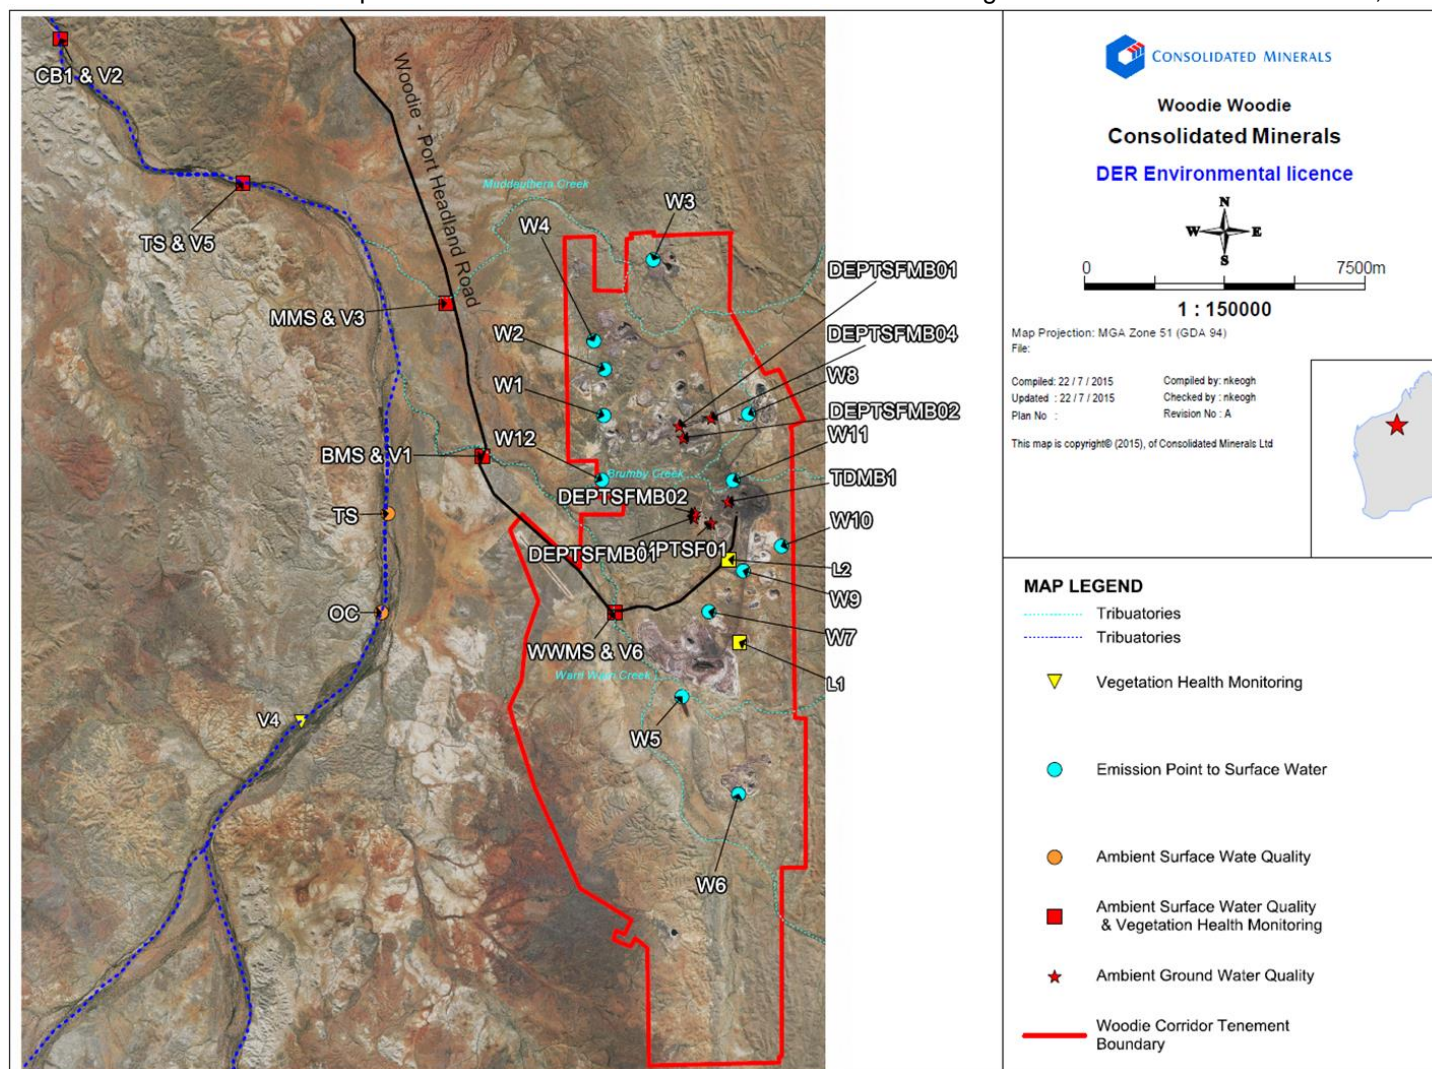 CB1 & V2
TS & V5
Woodie - Port Headland Road
Muddauthera Creek
W3
W4
DEPTSFMB01
MMS & V3
W2
DEPTSFMB04
W1
W8
DEPTSFMB02
W12
W11
BMS & V1
Brumby Creek
TDMB1
DEPTSFMB02
TS
W10
DEPTSFMB01
MPTSF01
L2
W9
OC
W7
WWMS & V6
Warri Warri Creek
L1
V4
W5
W6
CONSOLIDATED MINERALS
Woodie Woodie
Consolidated Minerals
DER Environmental licence
N
W E
S
0 7500m
1 : 150000
Map Projection: MGA Zone 51 (GDA 94)
File:
Compiled: 22 / 7 / 2015 Compiled by: nkeogh
Updated : 22 / 7 / 2015 Checked by : nkeogh
Plan No : Revision No : A
This map is copyright© (2015), of Consolidated Minerals Ltd
MAP LEGEND
Tribuatories
Tribuatories
Vegetation Health Monitoring
Emission Point to Surface Water
Ambient Surface Wate Quality
Ambient Surface Water Quality
& Vegetation Health Monitoring
Ambient Ground Water Quality
Woodie Corridor Tenement
Boundary